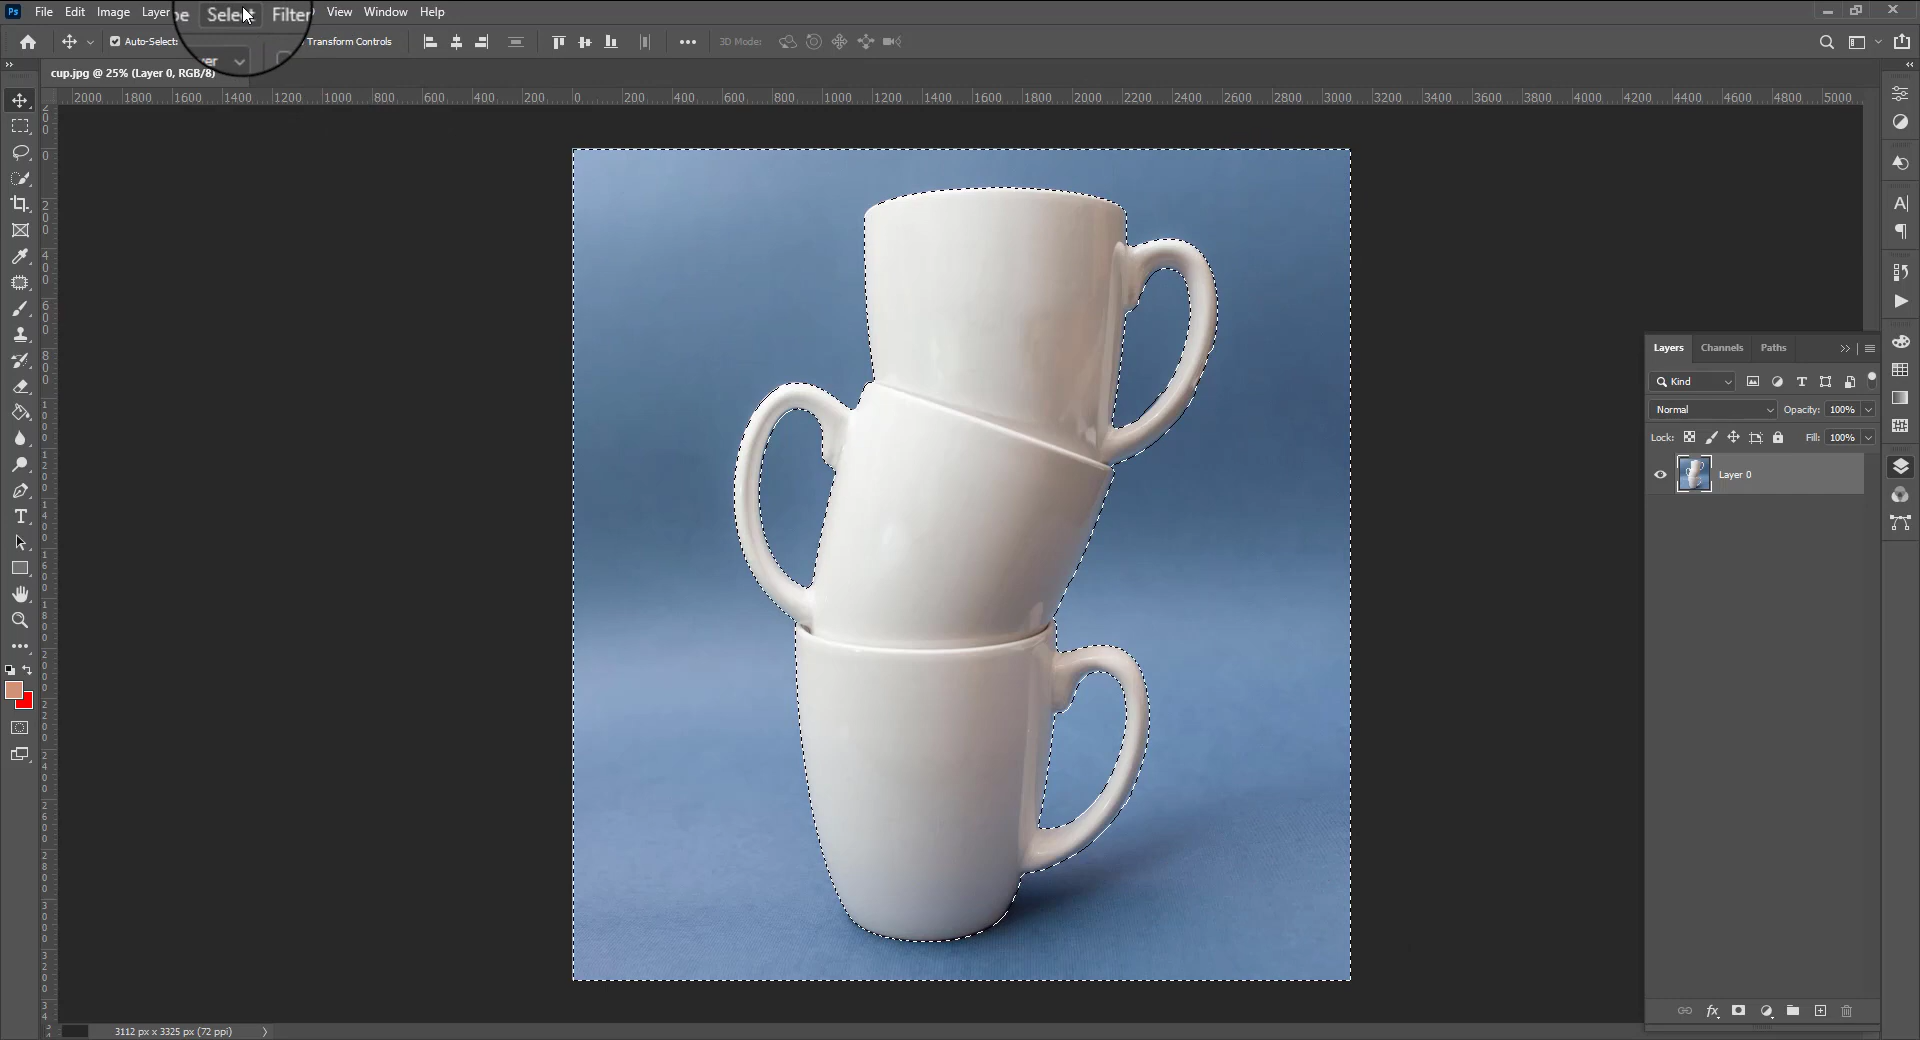 Ps File Edit Image Layer Select Filter View Window Help
Auto-Select: Transform Controls 3D Mode:
cup.jpg @ 25% (Layer 0, RGB/8)
2000 1800 1600 1400 1200 1000 800 600 400 200 0 200 400 600 800 1000 1200 1400 1600 1800 2000 2200 2400 2600 2800 3000 3200 3400 3600 3800 4000 4200 4400 4600 4800 5000
Layers Channels Paths
Kind
Normal Opacity: 100%
Lock: Fill: 100%
Layer 0
3112 px x 3325 px (72 ppi)